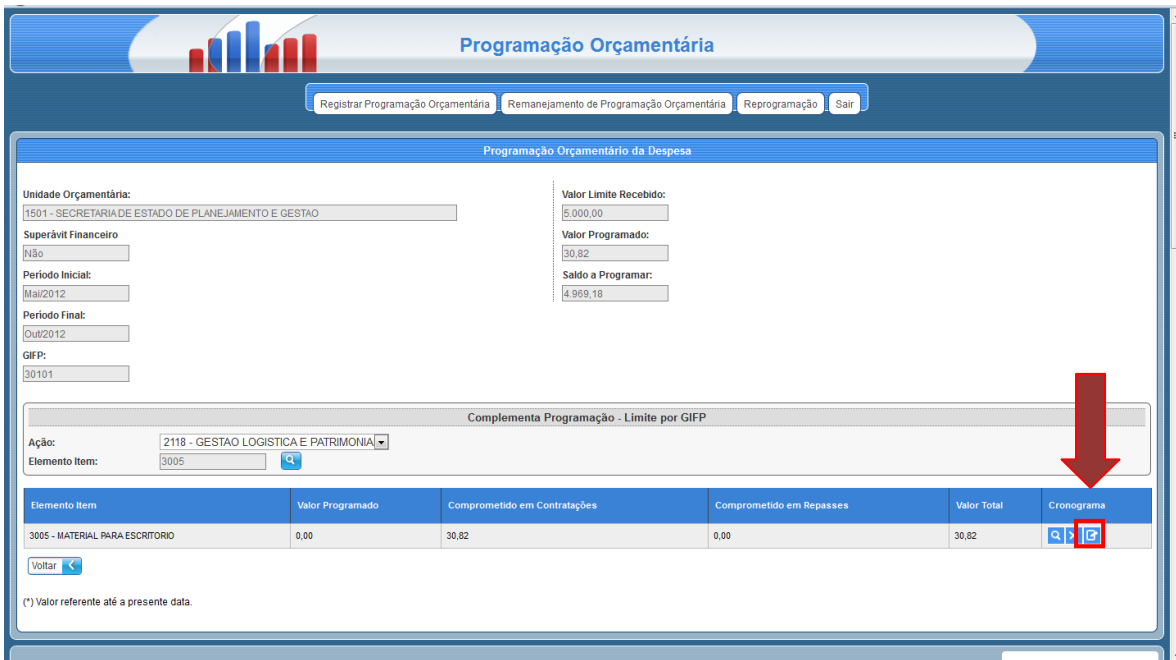 Programação Orçamentária
Registrar Programação Orçamentária Remanejamento de Programação Orçamentária Reprogramação Sair
Programação Orçamentário da Despesa
Unidade Orçamentária:
1501 - SECRETARIA DE ESTADO DE PLANEJAMENTO E GESTAO
Superávit Financeiro
Não
Período Inicial:
Mai/2012
Período Final:
Out/2012
GIFP:
30101
Valor Limite Recebido:
5.000,00
Valor Programado:
30,82
Saldo a Programar:
4.969,18
Complementa Programação - Limite por GIFP
Ação: 2118 - GESTAO LOGISTICA E PATRIMONIA
Elemento Item: 3005
Elemento Item Valor Programado Comprometido em Contratações Comprometido em Repasses Valor Total Cronograma
3005 - MATERIAL PARA ESCRITORIO 0,00 30,82 0,00 30,82
Voltar
(*) Valor referente até a presente data.